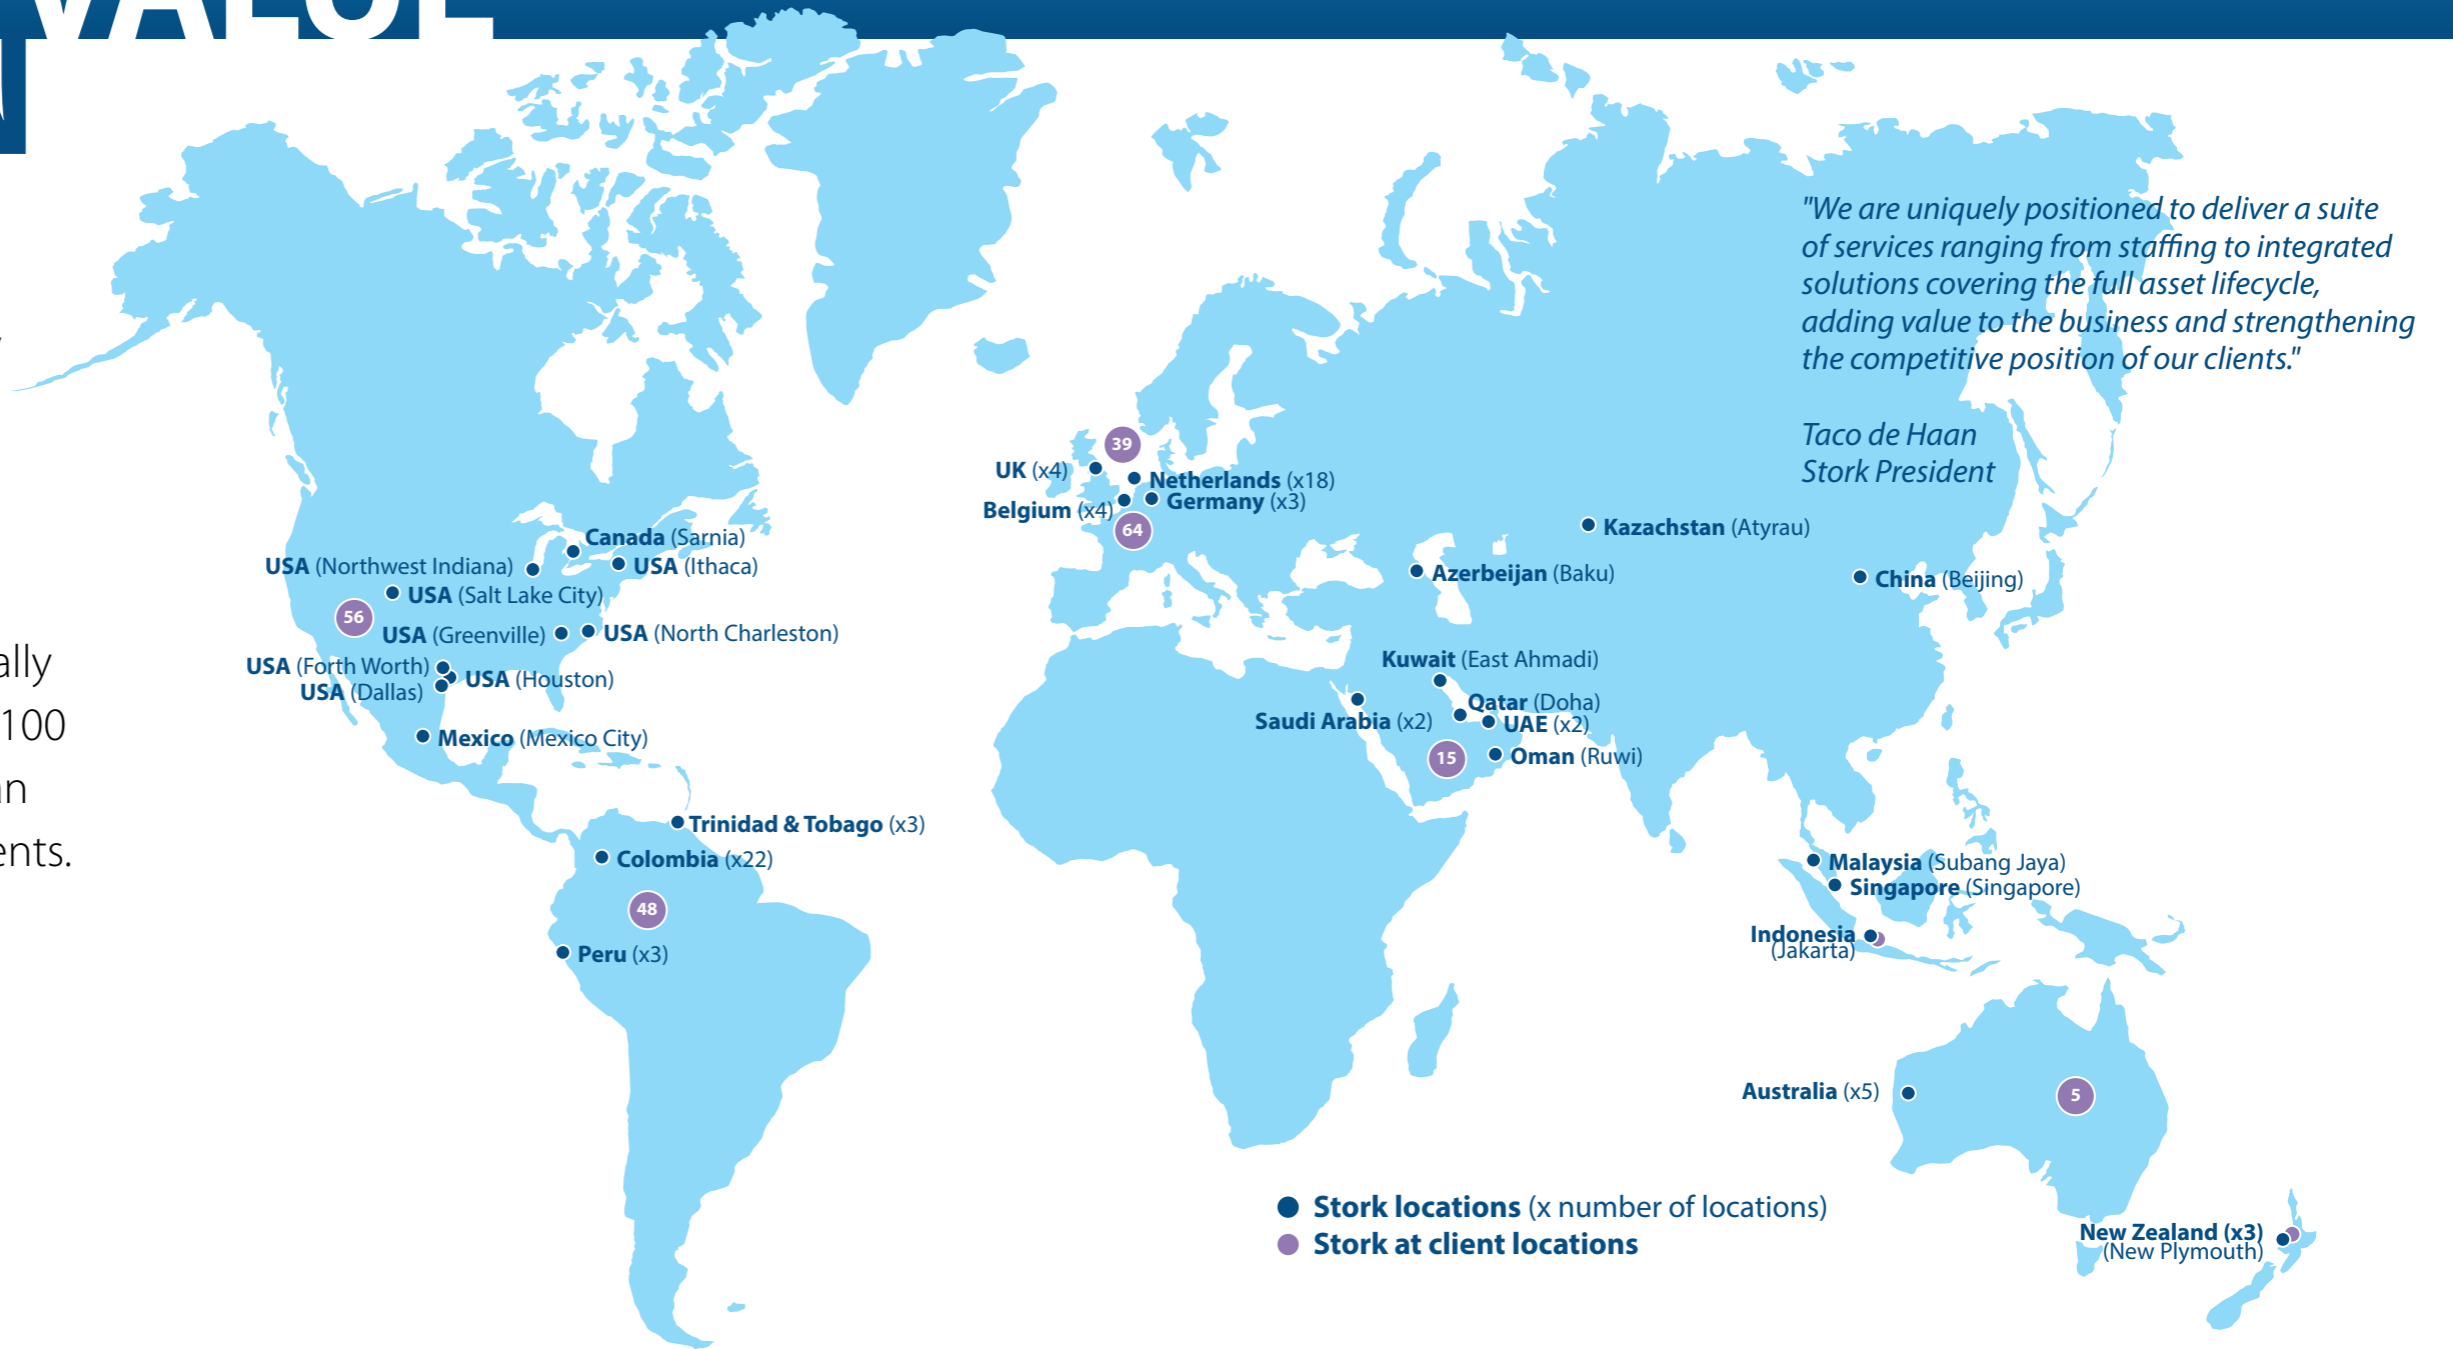 VALUE
N
ally
100
an
ents.
"We are uniquely positioned to deliver a suite
of services ranging from staffing to integrated
solutions covering the full asset lifecycle,
adding value to the business and strengthening
the competitive position of our clients."
Taco de Haan
Stork President
39
UK (x4)
Netherlands (x18)
Germany (x3)
Belgium (x4)
64
Kazachstan (Atyrau)
Canada (Sarnia)
USA (Northwest Indiana)
USA (Ithaca)
Azerbeijan (Baku)
China (Beijing)
USA (Salt Lake City)
56
USA (Greenville)
USA (North Charleston)
USA (Forth Worth)
USA (Houston)
USA (Dallas)
Kuwait (East Ahmadi)
Qatar (Doha)
Saudi Arabia (x2)
UAE (x2)
Mexico (Mexico City)
15
Oman (Ruwi)
Trinidad & Tobago (x3)
Colombia (x22)
Malaysia (Subang Jaya)
Singapore (Singapore)
48
Indonesia
(Jakarta)
Peru (x3)
Australia (x5)
5
Stork locations (x number of locations)
Stork at client locations
New Zealand (x3)
(New Plymouth)